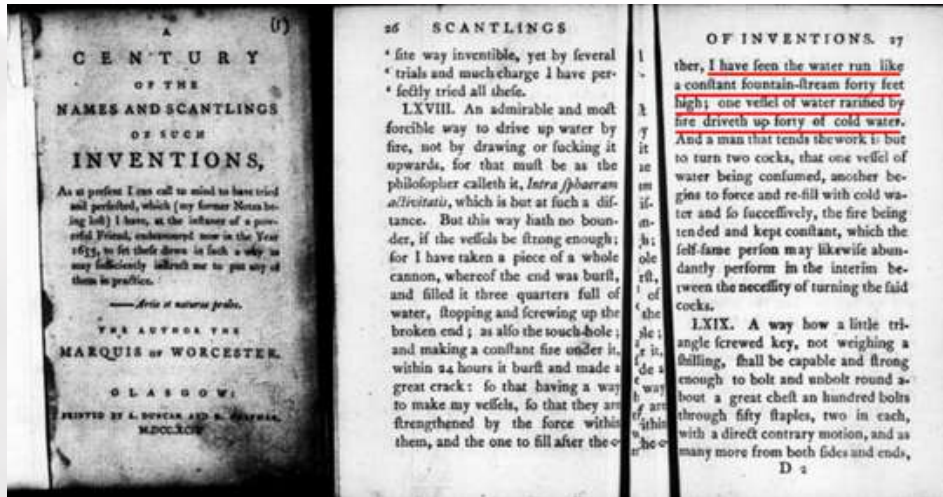 (1)
A
CENTURY
OF THE
NAMES AND SCANTLINGS
OF SUCH
INVENTIONS,
As at preſent I can call to mind to have tried
and perfected, which (my former Notes be-
ing loſt) I have, at the inſtance of a pow-
erful Friend, endeavoured now in the Year
1655, to ſet theſe down in ſuch a way as
may ſufficiently inſtruct me to put any of
them in practice.
——Artis et naturæ proles.
THE AUTHOR THE
MARQUIS OF WORCESTER.
GLASGOW:
PRINTED BY
M.DCC.
26 SCANTLINGS
‘ ſite way inventible, yet by ſeveral
‘ trials and much charge I have per-
‘ fectly tried all theſe.
LXVIII. An admirable and moſt
forcible way to drive up water by
fire, not by drawing or ſucking it
upwards, for that muſt be as the
philoſopher calleth it, Intra ſphaeram
activitatis, which is but at ſuch a diſ-
tance. But this way hath no boun-
der, if the veſſels be ſtrong enough;
for I have taken a piece of a whole
cannon, whereof the end was burſt,
and filled it three quarters full of
water, ſtopping and ſcrewing up the
broken end; as alſo the touch-hole;
and making a conſtant fire under it,
within 24 hours it burſt and made a
great crack: ſo that having a way
to make my veſſels, ſo that they are
ſtrengthened by the force within
them, and the one to fill after the o-
OF INVENTIONS. 27
ther, I have ſeen the water run like
a conſtant fountain-ſtream forty feet
high; one veſſel of water rarified by
fire driveth up forty of cold water.
And a man that tends the work is but
to turn two cocks, that one veſſel of
water being conſumed, another be-
gins to force and re-fill with cold wa-
ter and ſo ſucceſſively, the fire being
tended and kept conſtant, which the
ſelf-ſame perſon may likewiſe abun-
dantly perform in the interim be-
tween the neceſſity of turning the ſaid
cocks.
LXIX. A way how a little tri-
angle ſcrewed key, not weighing a
ſhilling, ſhall be capable and ſtrong
enough to bolt and unbolt round a-
bout a great cheſt an hundred bolts
through fifty ſtaples, two in each,
with a direct contrary motion, and as
many more from both ſides and ends,
D 2